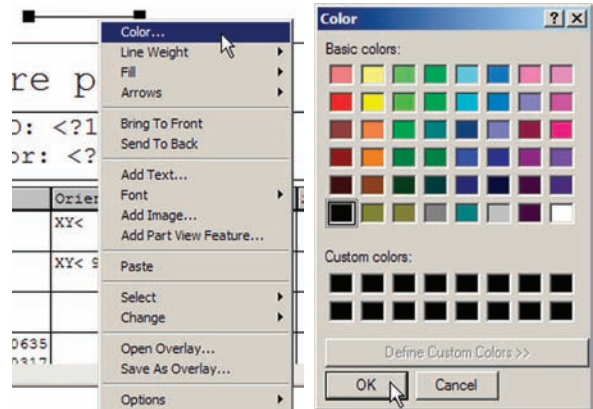 re p
O: <?1
or: <?
Orien
XY<
XY< 9
0635
0317
Color...
Line Weight
Fill
Arrows
Bring To Front
Send To Back
Add Text...
Font
Add Image...
Add Part View Feature...
Paste
Select
Change
Open Overlay...
Save As Overlay...
Options
Color
Basic colors:
Custom colors:
Define Custom Colors >>
OK
Cancel